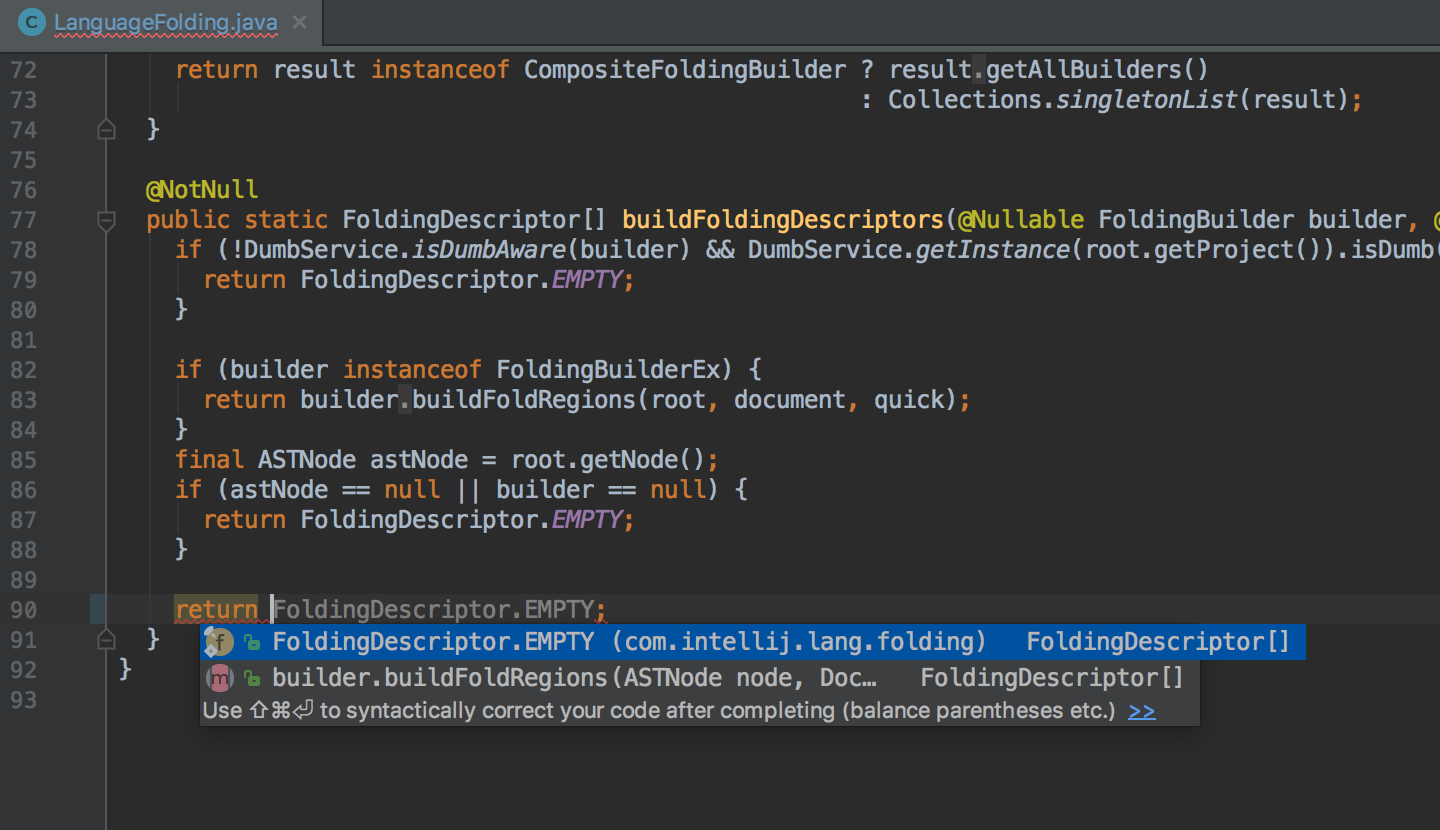 C LanguageFolding.java ×
72 return result instanceof CompositeFoldingBuilder ? result.getAllBuilders()
73 : Collections.singletonList(result);
74 }
75
76 @NotNull
77 public static FoldingDescriptor[] buildFoldingDescriptors(@Nullable FoldingBuilder builder, @
78 if (!DumbService.isDumbAware(builder) && DumbService.getInstance(root.getProject()).isDumb(
79 return FoldingDescriptor.EMPTY;
80 }
81
82 if (builder instanceof FoldingBuilderEx) {
83 return builder.buildFoldRegions(root, document, quick);
84 }
85 final ASTNode astNode = root.getNode();
86 if (astNode == null || builder == null) {
87 return FoldingDescriptor.EMPTY;
88 }
89
90 return FoldingDescriptor.EMPTY;
91 }
f FoldingDescriptor.EMPTY (com.intellij.lang.folding) FoldingDescriptor[]
92 }
m builder.buildFoldRegions(ASTNode node, Doc… FoldingDescriptor[]
93
Use ⇧⌘⏎ to syntactically correct your code after completing (balance parentheses etc.) >>